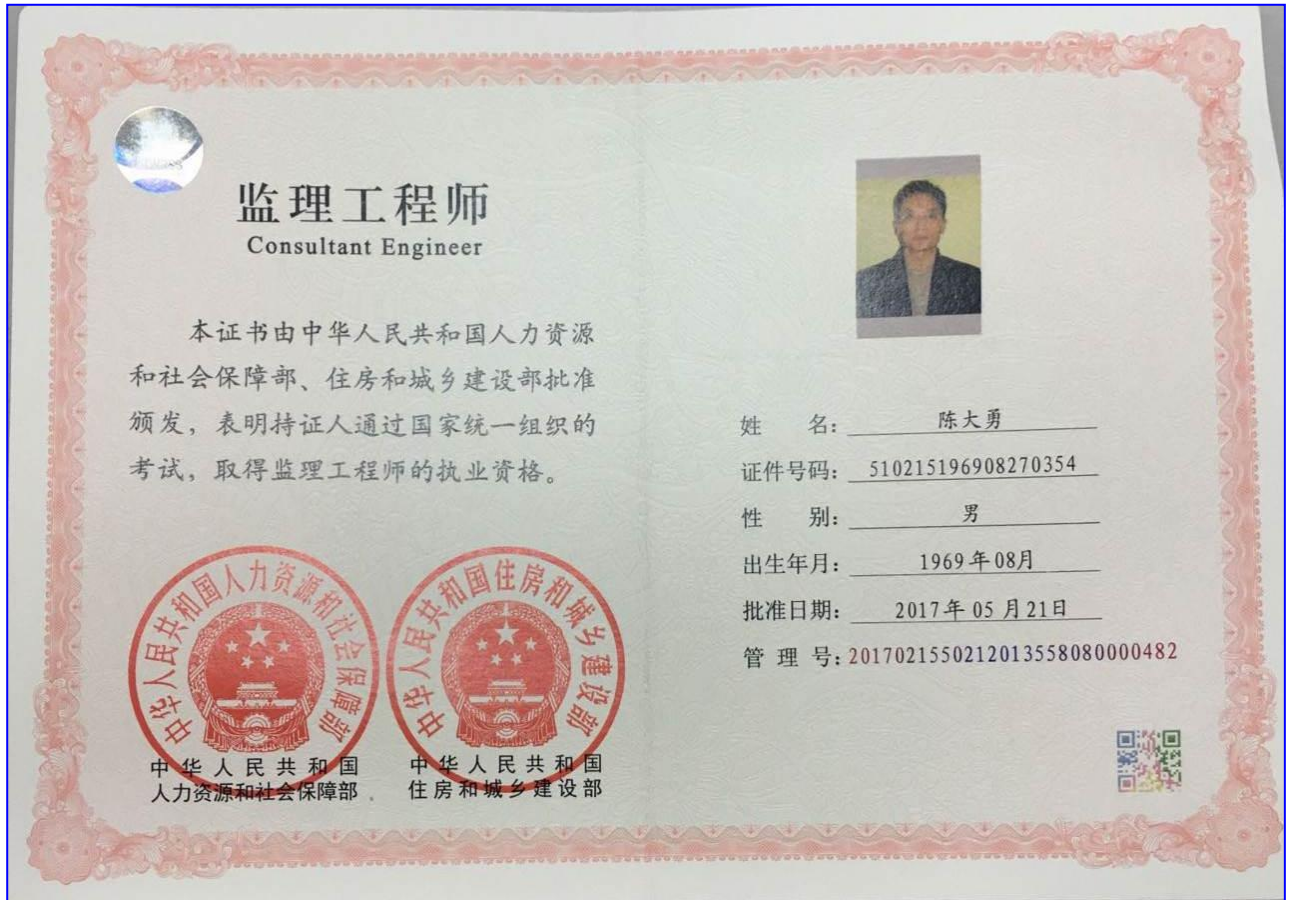 监理工程师
Consultant Engineer
本证书由中华人民共和国人力资源
和社会保障部、住房和城乡建设部批准
颁发，表明持证人通过国家统一组织的
考试，取得监理工程师的执业资格。
中华人民共和国人力资源和社会保障部
中华人民共和国住房和城乡建设部
中华人民共和国
人力资源和社会保障部
中华人民共和国
住房和城乡建设部
姓 名：陈大勇
证件号码：510215196908270354
性 别：男
出生年月：1969年08月
批准日期：2017年05月21日
管 理 号：2017021550212013558080000482